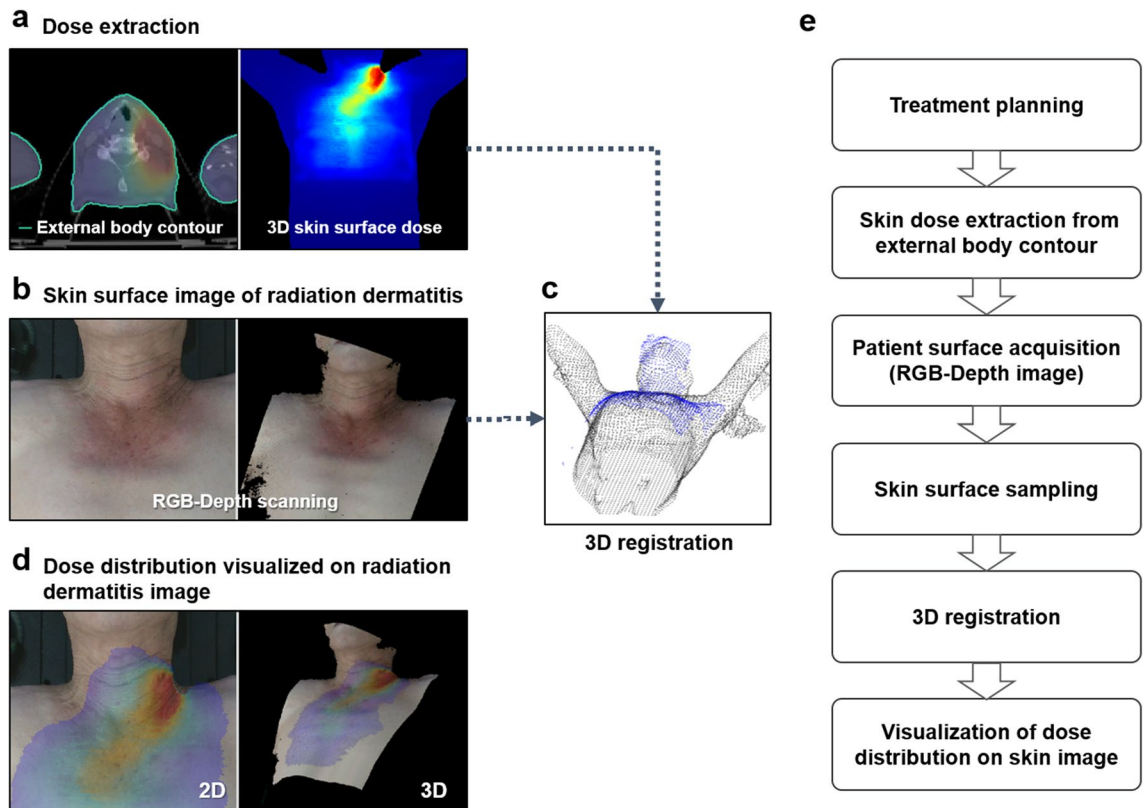 a Dose extraction
— External body contour
3D skin surface dose
b Skin surface image of radiation dermatitis
RGB-Depth scanning
c
3D registration
d Dose distribution visualized on radiation
dermatitis image
2D
3D
e
Treatment planning
Skin dose extraction from
external body contour
Patient surface acquisition
(RGB-Depth image)
Skin surface sampling
3D registration
Visualization of dose
distribution on skin image